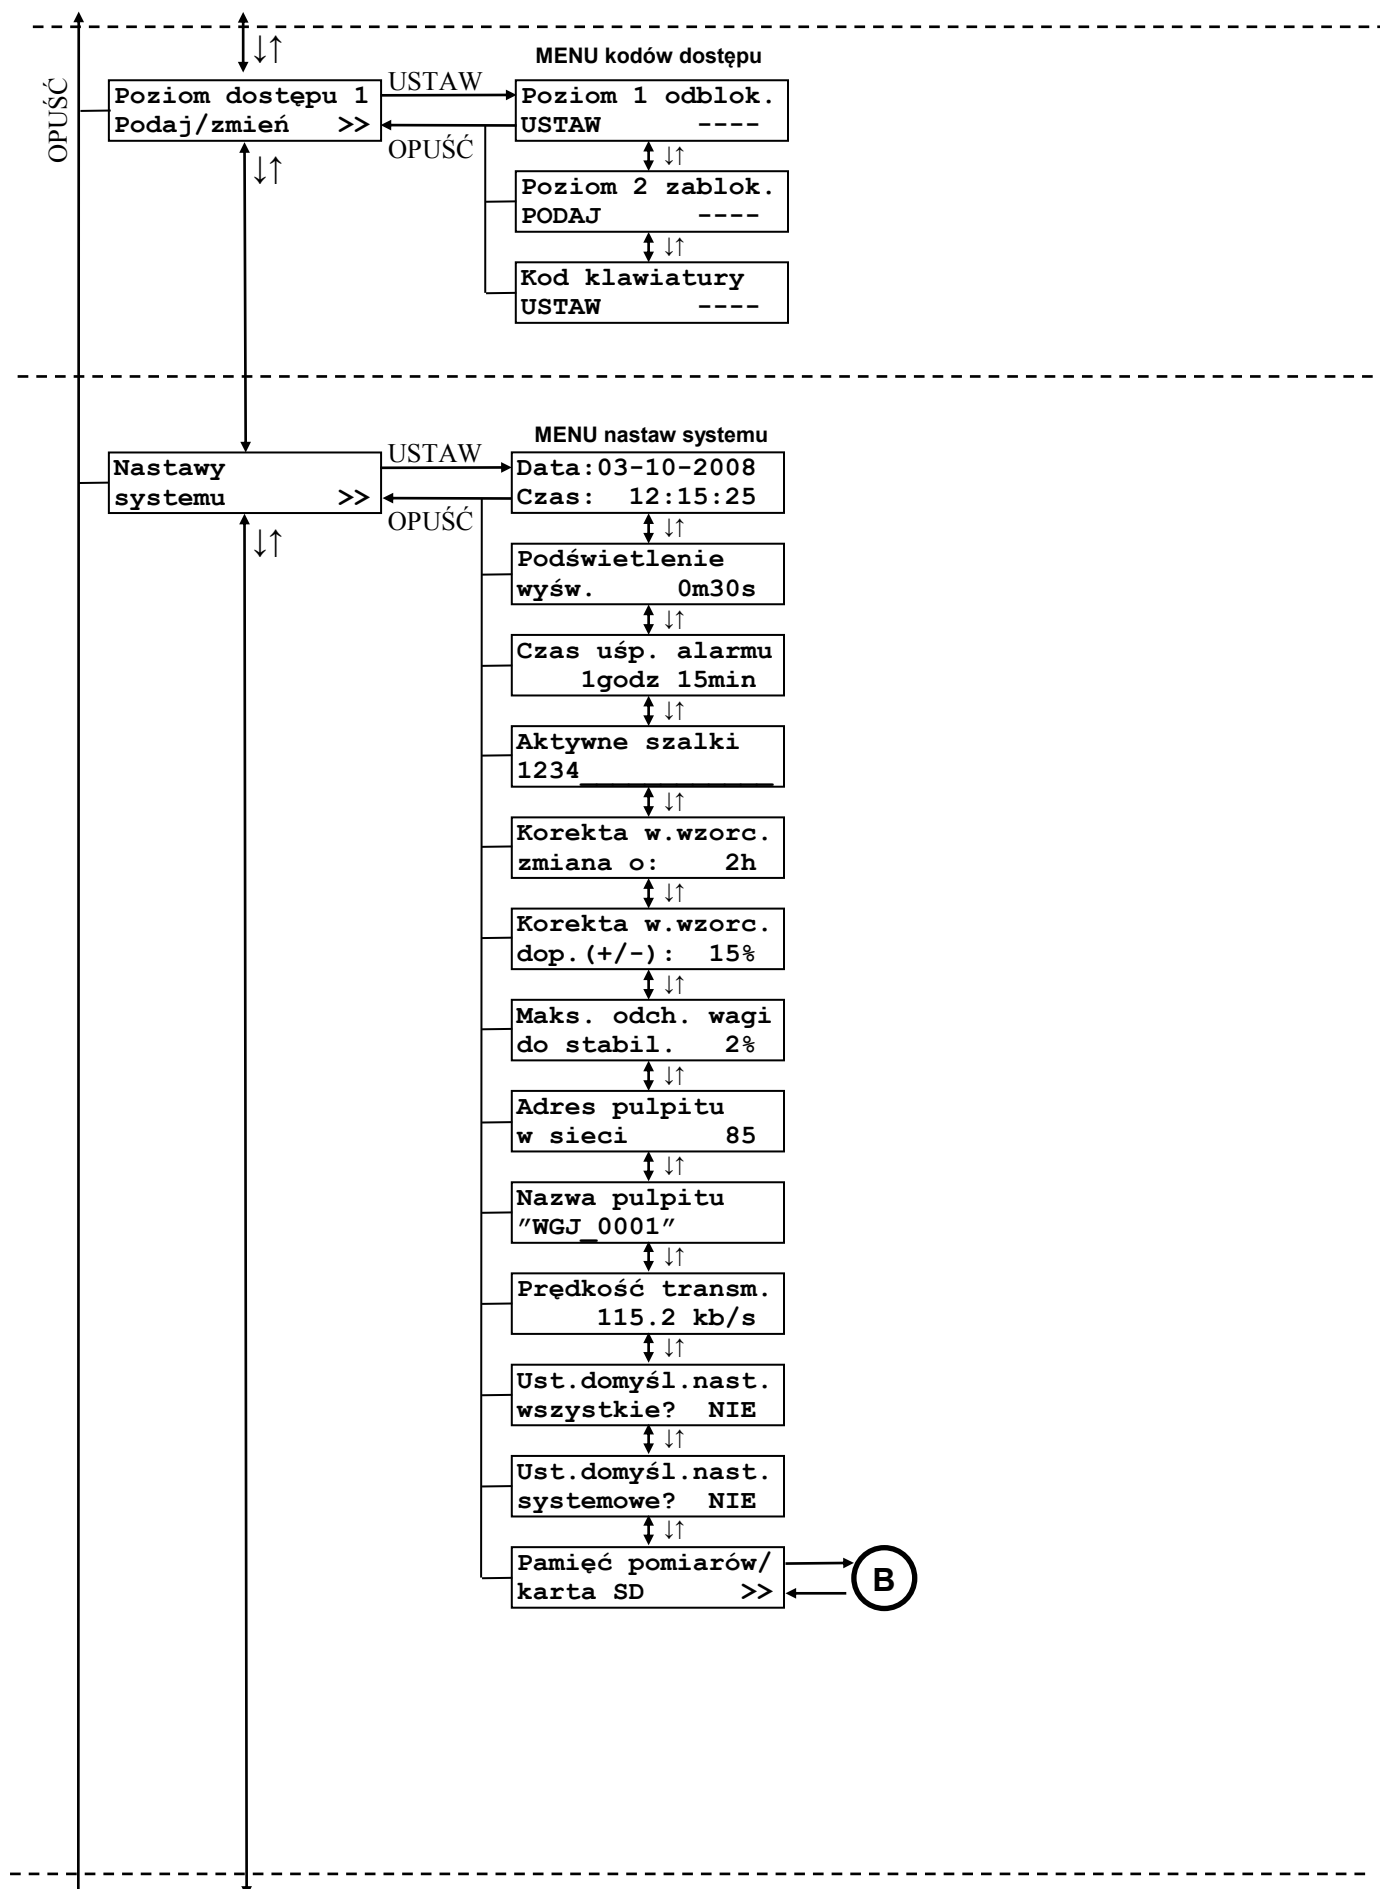 ↓↑
MENU kodów dostępu
OPUŚĆ
Poziom dostępu 1
Podaj/zmień >>
USTAW
OPUŚĆ
Poziom 1 odblok.
USTAW ----
↓↑
↓↑
Poziom 2 zablok.
PODAJ ----
↓↑
Kod klawiatury
USTAW ----
MENU nastaw systemu
Nastawy
systemu >>
USTAW
OPUŚĆ
Data:03-10-2008
Czas: 12:15:25
↓↑
↓↑
Podświetlenie
wyśw. 0m30s
↓↑
Czas uśp. alarmu
1godz 15min
↓↑
Aktywne szalki
1234____________
↓↑
Korekta w.wzorc.
zmiana o: 2h
↓↑
Korekta w.wzorc.
dop.(+/-): 15%
↓↑
Maks. odch. wagi
do stabil. 2%
↓↑
Adres pulpitu
w sieci 85
↓↑
Nazwa pulpitu
"WGJ_0001"
↓↑
Prędkość transm.
115.2 kb/s
↓↑
Ust.domyśl.nast.
wszystkie? NIE
↓↑
Ust.domyśl.nast.
systemowe? NIE
↓↑
Pamięć pomiarów/
karta SD >>
B